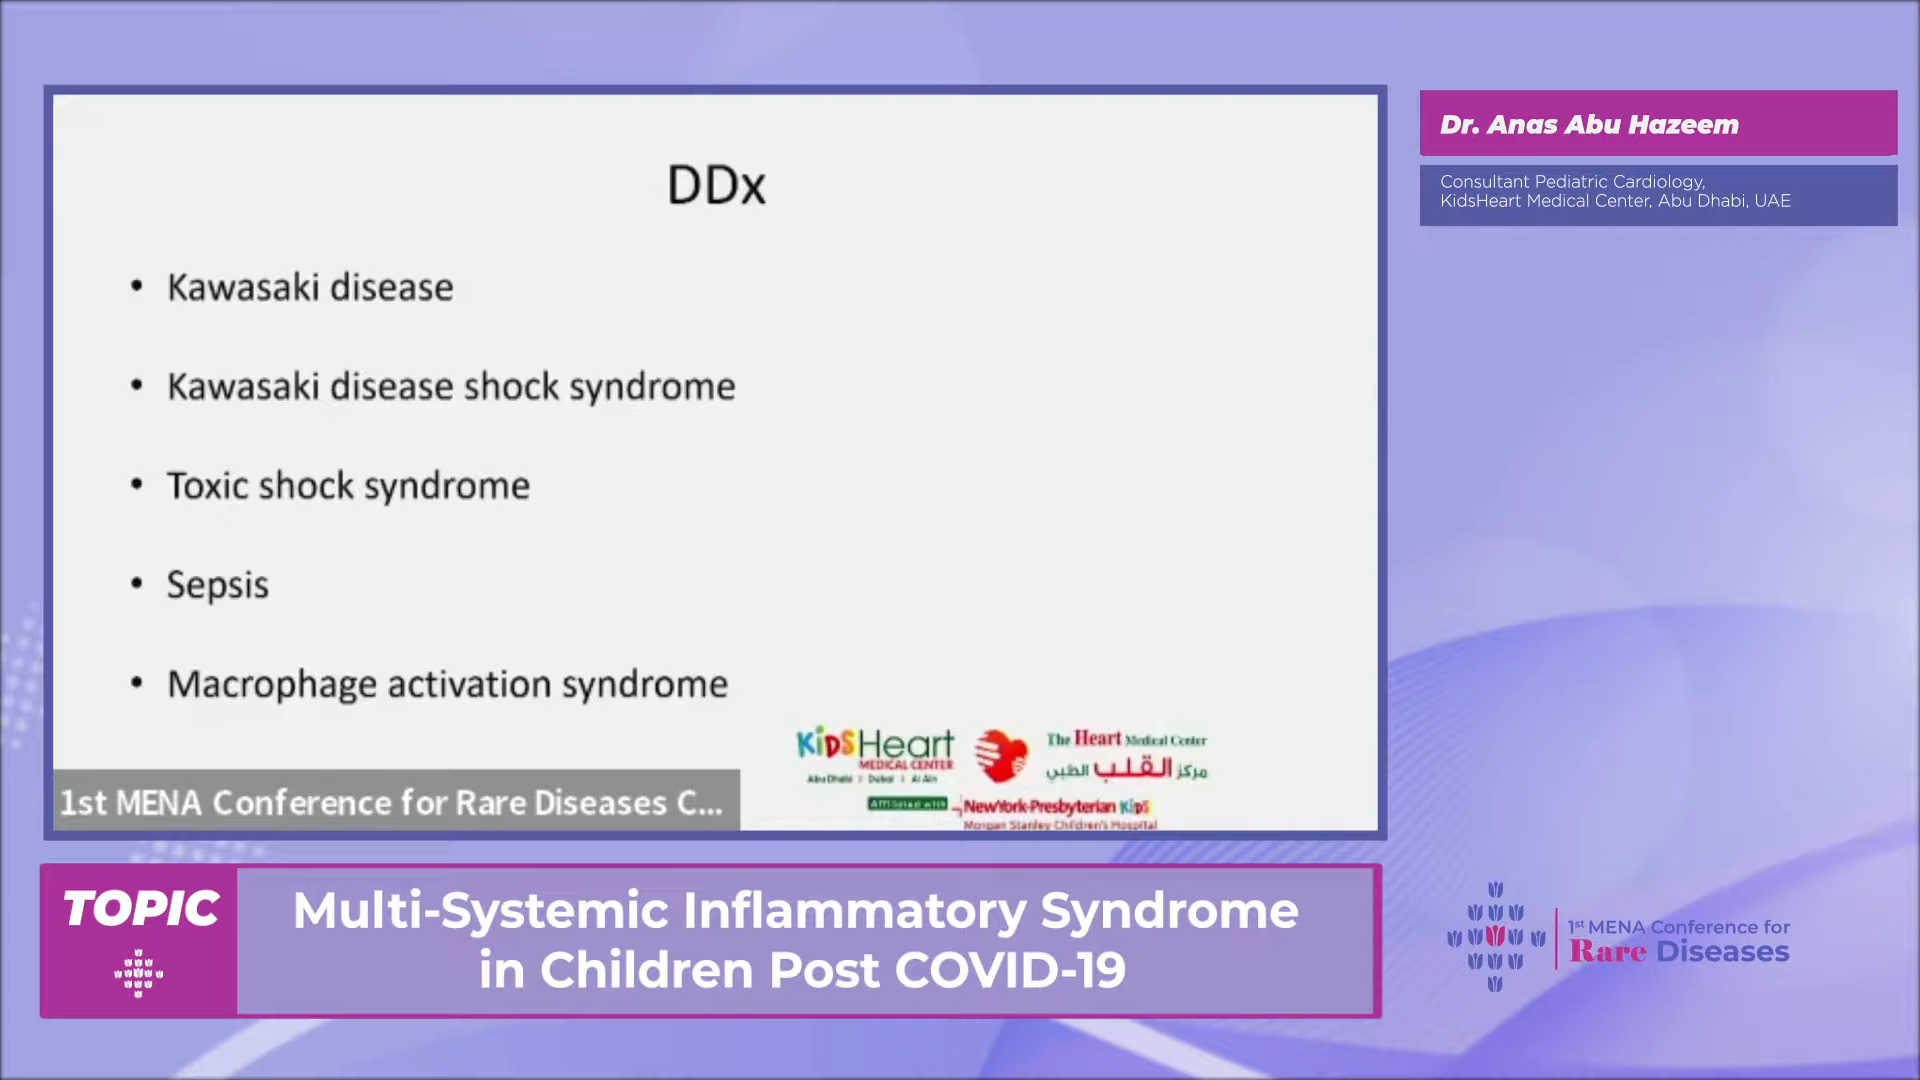 DDx
• Kawasaki disease
• Kawasaki disease shock syndrome
• Toxic shock syndrome
• Sepsis
• Macrophage activation syndrome
KiDSHeart
MEDICAL CENTER
Abu Dhabi | Dubai | Al Ain
The Heart Medical Center
مركز القلب الطبي
Affiliated with
NewYork-Presbyterian Kids
Morgan Stanley Children's Hospital
1st MENA Conference for Rare Diseases C...
Dr. Anas Abu Hazeem
Consultant Pediatric Cardiology,
KidsHeart Medical Center, Abu Dhabi, UAE
TOPIC
Multi-Systemic Inflammatory Syndrome
in Children Post COVID-19
1st MENA Conference for
Rare Diseases